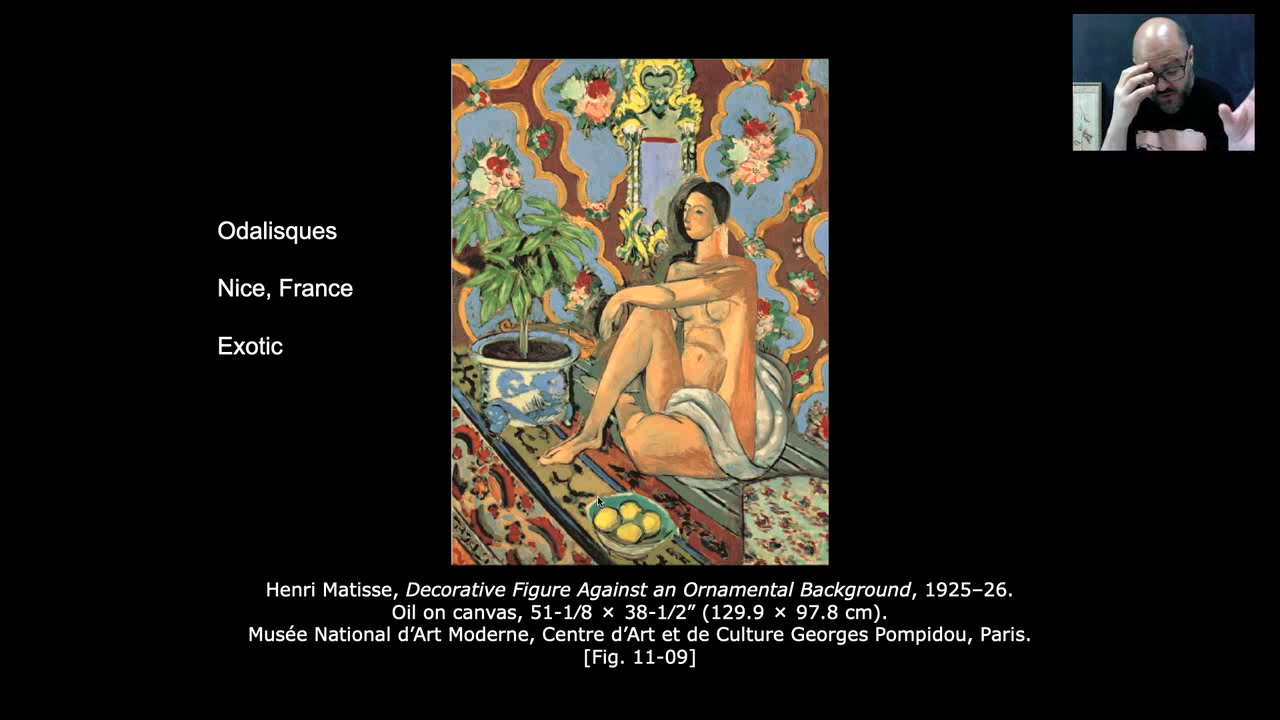 Odalisques
Nice, France
Exotic
Henri Matisse, Decorative Figure Against an Ornamental Background, 1925–26.
Oil on canvas, 51-1/8 × 38-1/2” (129.9 × 97.8 cm).
Musée National d’Art Moderne, Centre d’Art et de Culture Georges Pompidou, Paris.
[Fig. 11-09]